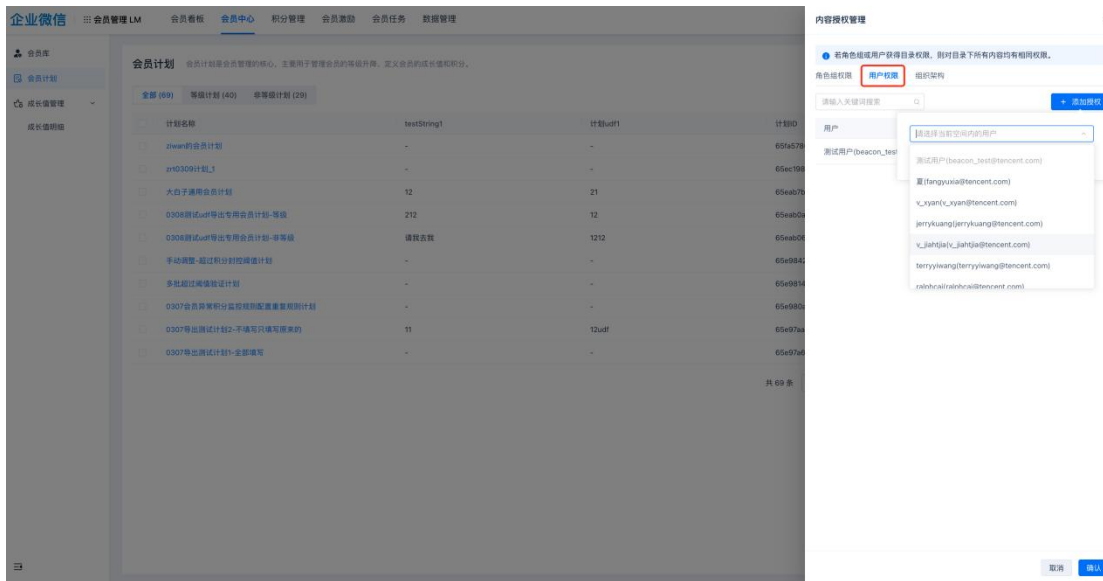 企业微信 会员管理 LM 会员看板 会员中心 积分管理 会员激励 会员任务 数据管理
会员库
会员计划
成长值管理
成长值明细
会员计划 会员计划是会员管理的核心，主要用于管理会员的等级升降、定义会员的成长值和积分。
全部 (69) 等级计划 (40) 非等级计划 (29)
计划名称 testString1 计划udf1 计划ID
ziwan的会员计划 - - 65fa578
zrt0309计划_1 - - 65ec198
大白子通用会员计划 12 21 65eab7b
0308测试udf导出专用会员计划-等级 212 12 65eab0a
0308测试udf导出专用会员计划-非等级 请我去我 1212 65eab06
手动调整-超过积分封控阈值计划 - - 65e9842
多批超过阈值验证计划 - - 65e9814
0307会员异常积分监控规则配置重复规则计划 - - 65e980a
0307导出测试计划2-不填写只填写原来的 11 12udf 65e97aa
0307导出测试计划1-全部填写 - - 65e97a6
共 69 条
内容授权管理
若角色组或用户获得目录权限，则对目录下所有内容均有相同权限。
角色组权限 用户权限 组织架构
请输入关键词搜索 + 添加授权
用户
测试用户(beacon_test
请选择当前空间内的用户
测试用户(beacon_test@tencent.com)
夏(fangyuxia@tencent.com)
v_xyan(v_xyan@tencent.com)
jerrykuang(jerrykuang@tencent.com)
v_jiahtjia(v_jiahtjia@tencent.com)
terryyiwang(terryyiwang@tencent.com)
ralphcai(ralphcai@tencent.com)
取消 确认